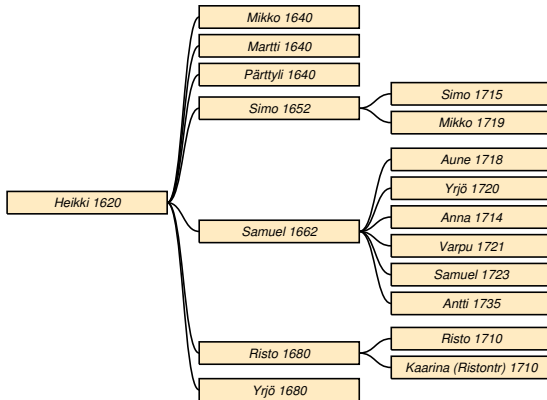 Heikki 1620
Mikko 1640
Martti 1640
Pärttyli 1640
Simo 1652
Simo 1715
Mikko 1719
Samuel 1662
Aune 1718
Yrjö 1720
Anna 1714
Varpu 1721
Samuel 1723
Antti 1735
Risto 1680
Risto 1710
Kaarina (Ristontr) 1710
Yrjö 1680